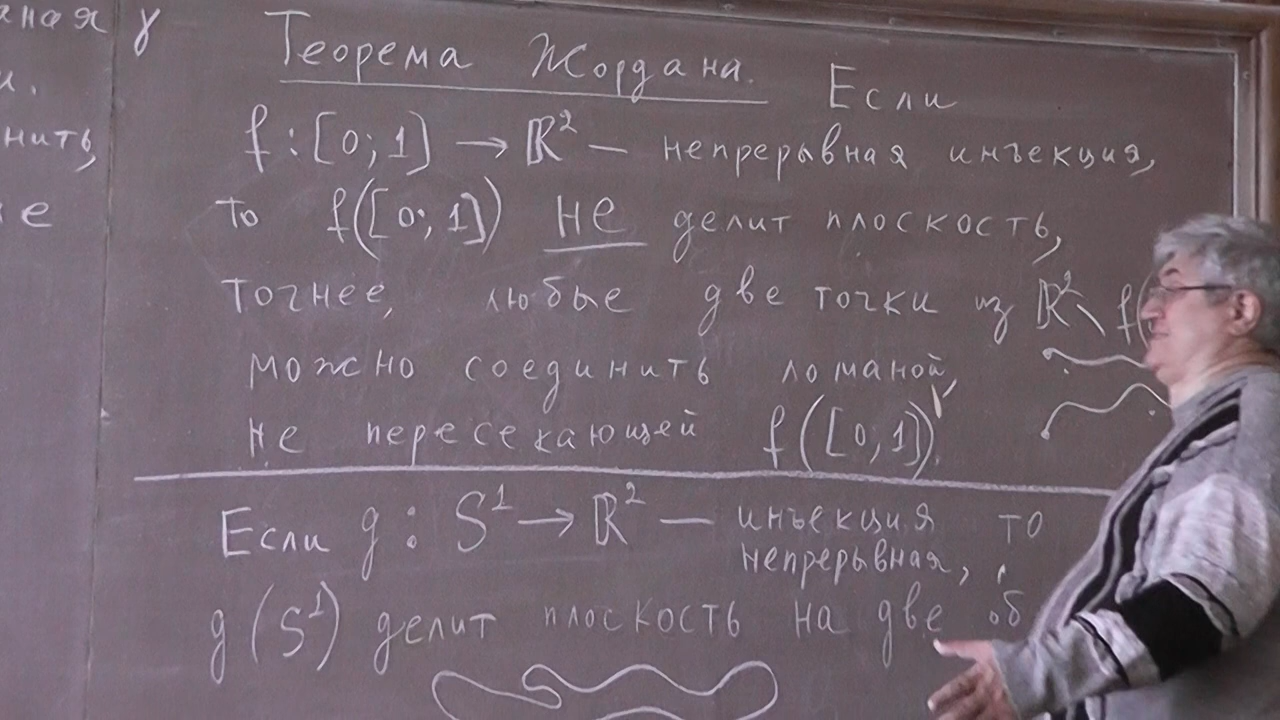 ная γ
и.
нить,
е
Теорема Жордана. Если
f : [0; 1] → ℝ² — непрерывная инъекция,
то f([0; 1]) не делит плоскость,
точнее, любые две точки из ℝ² \ f(
можно соединить ломаной,
не пересекающей f([0, 1]).
Если g : S¹ → ℝ² — инъекция то
непрерывная,
g(S¹) делит плоскость на две об